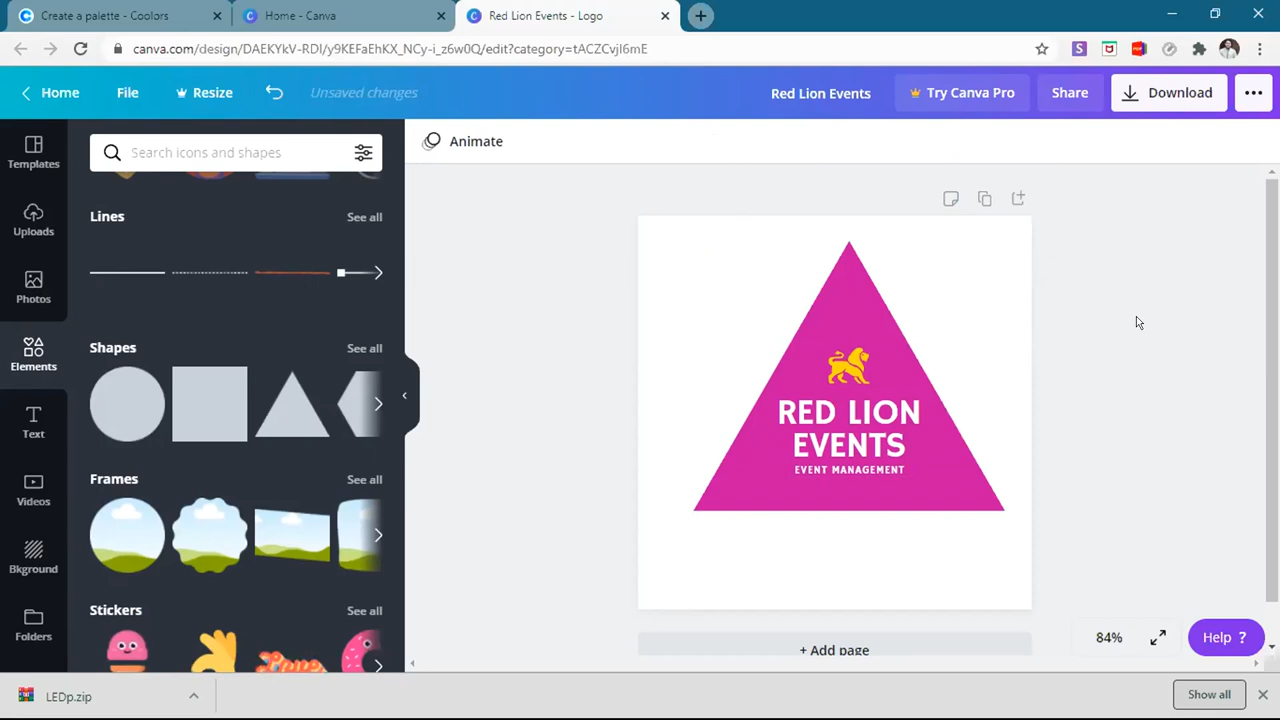 Create a palette - Coolors
Home - Canva
Red Lion Events - Logo
canva.com/design/DAEKYkV-RDI/y9KEFaEhKX_NCy-i_z6w0Q/edit?category=tACZCvjI6mE
Home
File
Resize
Unsaved changes
Red Lion Events
Try Canva Pro
Share
Download
Templates
Uploads
Photos
Elements
Text
Videos
Bkground
Folders
Search icons and shapes
Lines
See all
Shapes
See all
Frames
See all
Stickers
See all
Animate
RED LION
EVENTS
EVENT MANAGEMENT
+ Add page
84%
Help ?
LEDp.zip
Show all